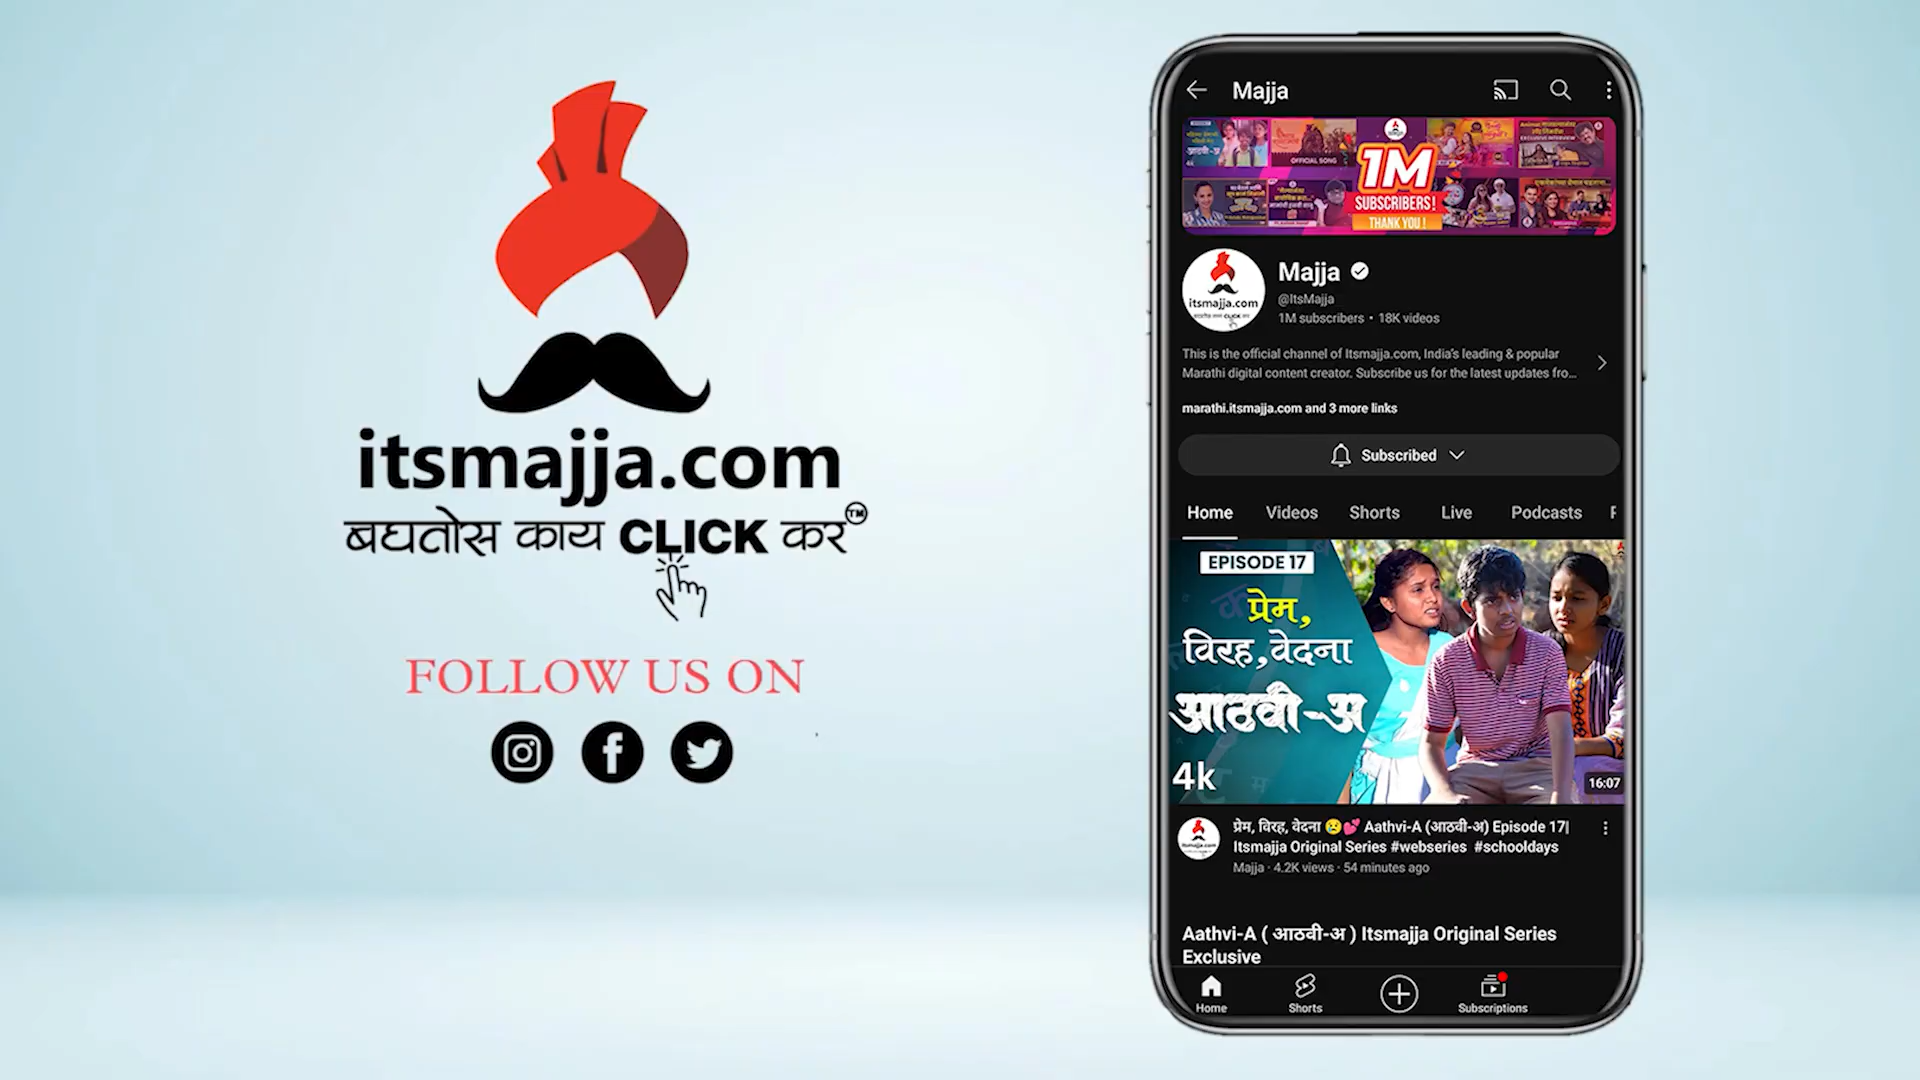 itsmajja.com
बघतोस काय CLICK कर™
FOLLOW US ON
Majja
OFFICIAL SONG
1M
SUBSCRIBERS!
THANK YOU!
Majja
@ItsMajja
1M subscribers • 18K videos
itsmajja.com
This is the official channel of Itsmajja.com, India's leading & popular
Marathi digital content creator. Subscribe us for the latest updates fro...
marathi.itsmajja.com and 3 more links
Subscribed
Home Videos Shorts Live Podcasts
EPISODE 17
प्रेम,
विरह,वेदना
आठवी-अ
4k
16:07
प्रेम, विरह, वेदना 😢💕 Aathvi-A (आठवी-अ) Episode 17|
Itsmajja Original Series #webseries #schooldays
Majja · 4.2K views · 54 minutes ago
Aathvi-A ( आठवी-अ ) Itsmajja Original Series
Exclusive
Home Shorts Subscriptions